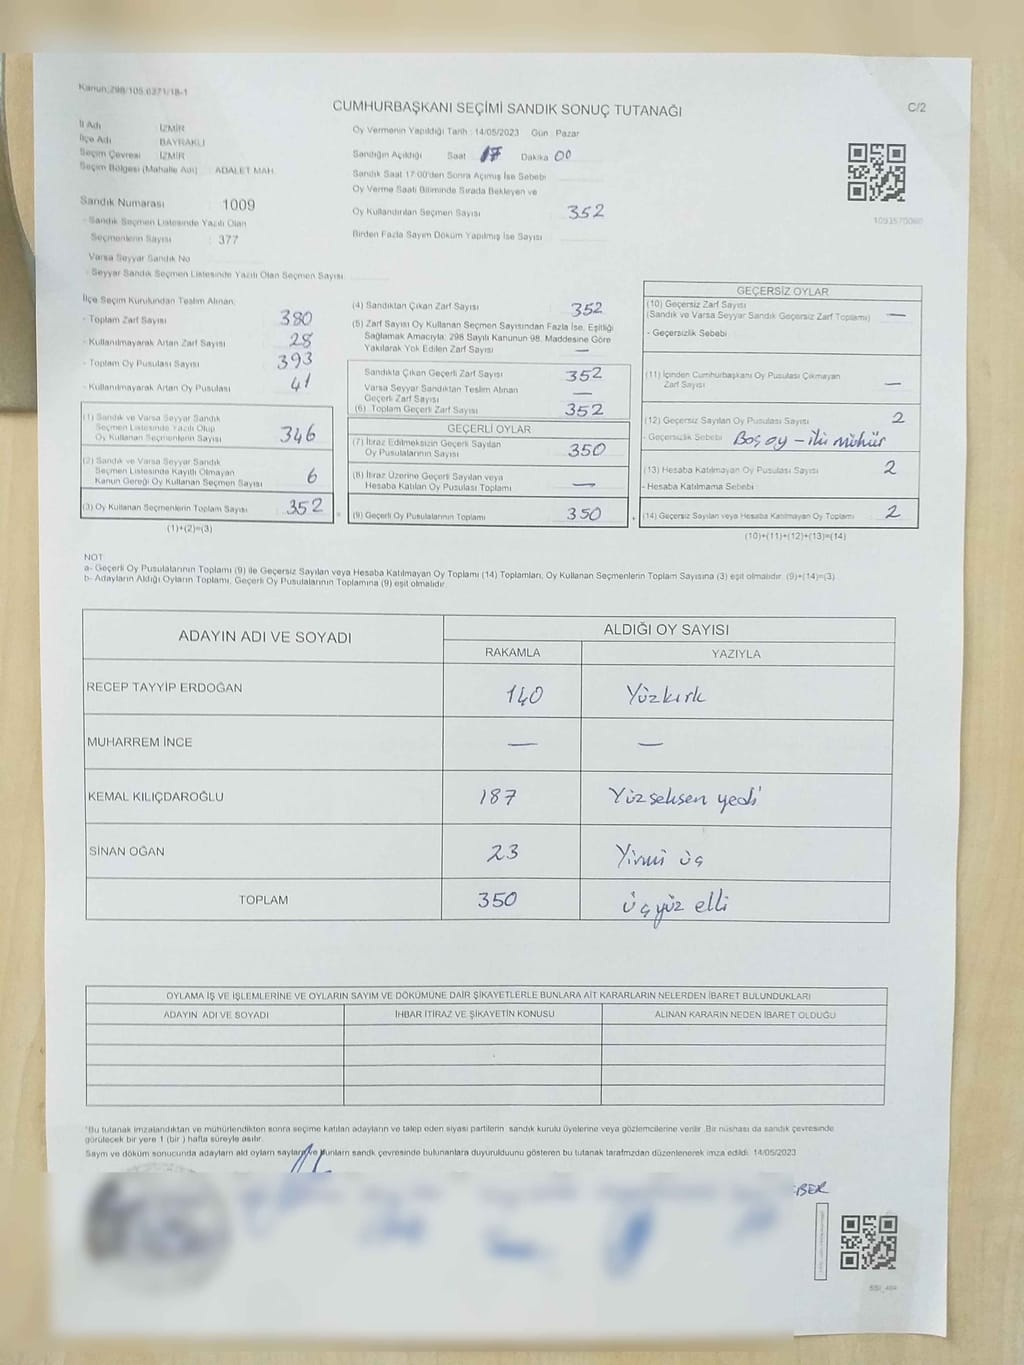 Kanun 298/105 6271/18-1
C/2
CUMHURBAŞKANI SEÇİMİ SANDIK SONUÇ TUTANAĞI
İl Adı İZMİR
İlçe Adı BAYRAKLI
Seçim Çevresi İZMİR
Seçim Bölgesi (Mahalle Adı) : ADALET MAH.
Sandık Numarası 1009
- Sandık Seçmen Listesinde Yazılı Olan
Seçmenlerin Sayısı : 377
Varsa Seyyar Sandık No
- Seyyar Sandık Seçmen Listesinde Yazılı Olan Seçmen Sayısı
Oy Vermenin Yapıldığı Tarih : 14/05/2023 Gün : Pazar
Sandığın Açıldığı Saat 17 Dakika 00
Sandık Saat 17:00'den Sonra Açımış İse Sebebi
Oy Verme Saati Bitiminde Sırada Bekleyen ve
Oy Kullandırılan Seçmen Sayısı 352
Birden Fazla Sayım Döküm Yapılmış İse Sayısı
1091570060
İlçe Seçim Kurulundan Teslim Alınan;
- Toplam Zarf Sayısı 380
- Kullanılmayarak Artan Zarf Sayısı 28
- Toplam Oy Pusulası Sayısı 393
- Kullanılmayarak Artan Oy Pusulası 41
(1) Sandık ve Varsa Seyyar Sandık
Seçmen Listesinde Yazılı Olup
Oy Kullanan Seçmenlerin Sayısı 346
(2) Sandık ve Varsa Seyyar Sandık
Seçmen Listesinde Kayıtlı Olmayan
Kanun Gereği Oy Kullanan Seçmen Sayısı 6
(3) Oy Kullanan Seçmenlerin Toplam Sayısı 352
(1)+(2)=(3)
(4) Sandıktan Çıkan Zarf Sayısı 352
(5) Zarf Sayısı Oy Kullanan Seçmen Sayısından Fazla İse, Eşitliği
Sağlamak Amacıyla; 298 Sayılı Kanunun 98. Maddesine Göre
Yakılarak Yok Edilen Zarf Sayısı —
Sandıkta Çıkan Geçerli Zarf Sayısı 352
Varsa Seyyar Sandıktan Teslim Alınan
Geçerli Zarf Sayısı —
(6) Toplam Geçerli Zarf Sayısı 352
GEÇERLİ OYLAR
(7) İtiraz Edilmeksizin Geçerli Sayılan
Oy Pusulalarının Sayısı 350
(8) İtiraz Üzerine Geçerli Sayılan veya
Hesaba Katılan Oy Pusulası Toplamı —
(9) Geçerli Oy Pusulalarının Toplamı 350
GEÇERSİZ OYLAR
(10) Geçersiz Zarf Sayısı
(Sandık ve Varsa Seyyar Sandık Geçersiz Zarf Toplamı) —
- Geçersizlik Sebebi
(11) İçinden Cumhurbaşkanı Oy Pusulası Çıkmayan
Zarf Sayısı —
(12) Geçersiz Sayılan Oy Pusulası Sayısı 2
- Geçersizlik Sebebi Boş oy – iki mühür
(13) Hesaba Katılmayan Oy Pusulası Sayısı 2
- Hesaba Katılmama Sebebi
(14) Geçersiz Sayılan veya Hesaba Katılmayan Oy Toplamı 2
(10)+(11)+(12)+(13)=(14)
NOT
a- Geçerli Oy Pusulalarının Toplamı (9) ile Geçersiz Sayılan veya Hesaba Katılmayan Oy Toplamı (14) Toplamları, Oy Kullanan Seçmenlerin Toplam Sayısına (3) eşit olmalıdır. (9)+(14)=(3)
b- Adayların Aldığı Oyların Toplamı, Geçerli Oy Pusulalarının Toplamına (9) eşit olmalıdır.
ADAYIN ADI VE SOYADI ALDIĞI OY SAYISI
RAKAMLA YAZIYLA
RECEP TAYYİP ERDOĞAN 140 Yüzkırk
MUHARREM İNCE — —
KEMAL KILIÇDAROĞLU 187 Yüzseksen yedi
SİNAN OĞAN 23 Yirmi üç
TOPLAM 350 üçyüz elli
OYLAMA İŞ VE İŞLEMLERİNE VE OYLARIN SAYIM VE DÖKÜMÜNE DAİR ŞİKAYETLERLE BUNLARA AİT KARARLARIN NELERDEN İBARET BULUNDUKLARI
ADAYIN ADI VE SOYADI İHBAR İTİRAZ VE ŞİKAYETİN KONUSU ALINAN KARARIN NEDEN İBARET OLDUĞU
*Bu tutanak imzalandıktan ve mühürlendikten sonra seçime katılan adayların ve talep eden siyasi partilerin sandık kurulu üyelerine veya gözlemcilerine verilir. Bir nüshası da sandık çevresinde
görülecek bir yere 1 (bir) hafta süreyle asılır.
Saym ve döküm sonucunda adaylarn ald oylarn saylar ve bunlarn sandk çevresinde bulunanlara duyurulduunu gösteren bu tutanak tarafmzdan düzenlenerek imza edildi. 14/05/2023
BER